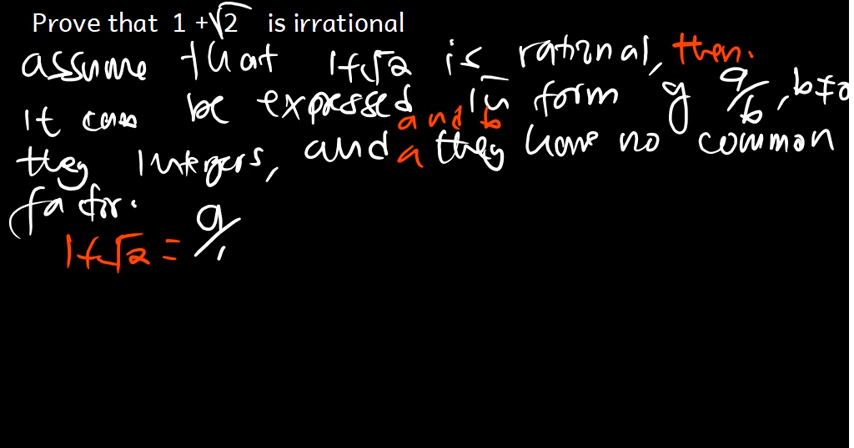 Prove that 1 + √2 is irrational
assume that 1+√2 is rational, then.
It can be expressed in form of a/b, b≠0
and b
they integers, and a they have no common
factor.
1+√2 = a/